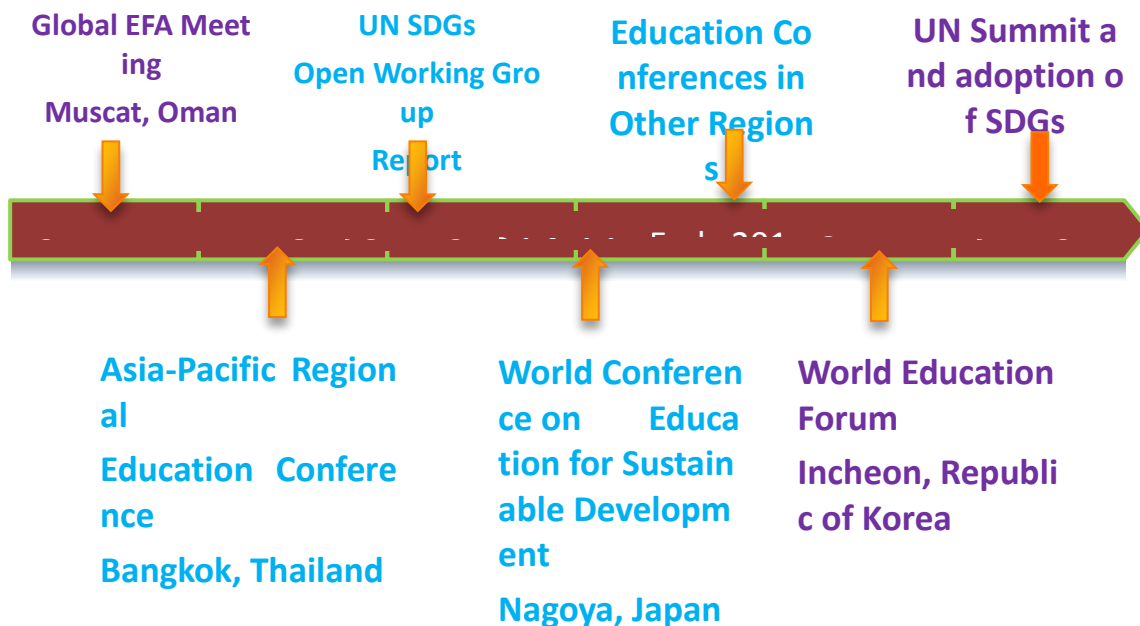 Global EFA Meet
ing
Muscat, Oman
UN SDGs
Open Working Gro
up
Report
Education Co
nferences in
Other Region
s
UN Summit a
nd adoption o
f SDGs
Asia-Pacific Region
al
Education Confere
nce
Bangkok, Thailand
World Conferen
ce on Educa
tion for Sustain
able Developm
ent
Nagoya, Japan
World Education
Forum
Incheon, Republi
c of Korea